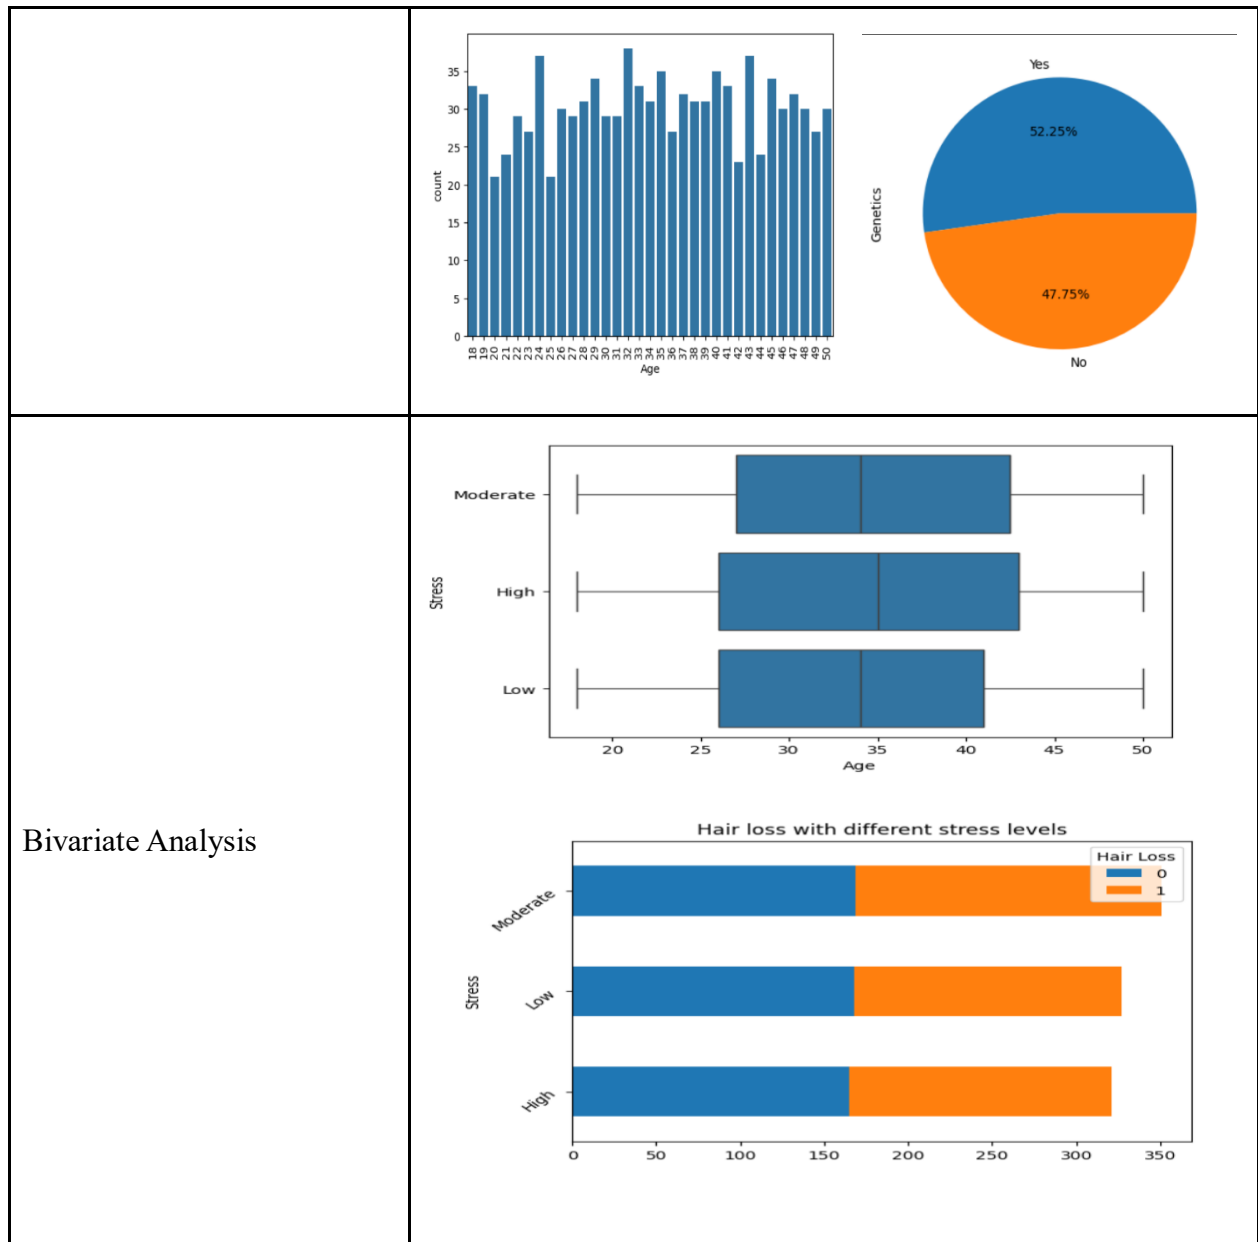 35
30
25
20
15
10
5
0
count
18 19 20 21 22 23 24 25 26 27 28 29 30 31 32 33 34 35 36 37 38 39 40 41 42 43 44 45 46 47 48 49 50
Age
Yes
52.25%
Genetics
47.75%
No
Bivariate Analysis
Moderate
High
Low
Stress
20 25 30 35 40 45 50
Age
Hair loss with different stress levels
Hair Loss
0
1
Moderate
Low
High
Stress
0 50 100 150 200 250 300 350